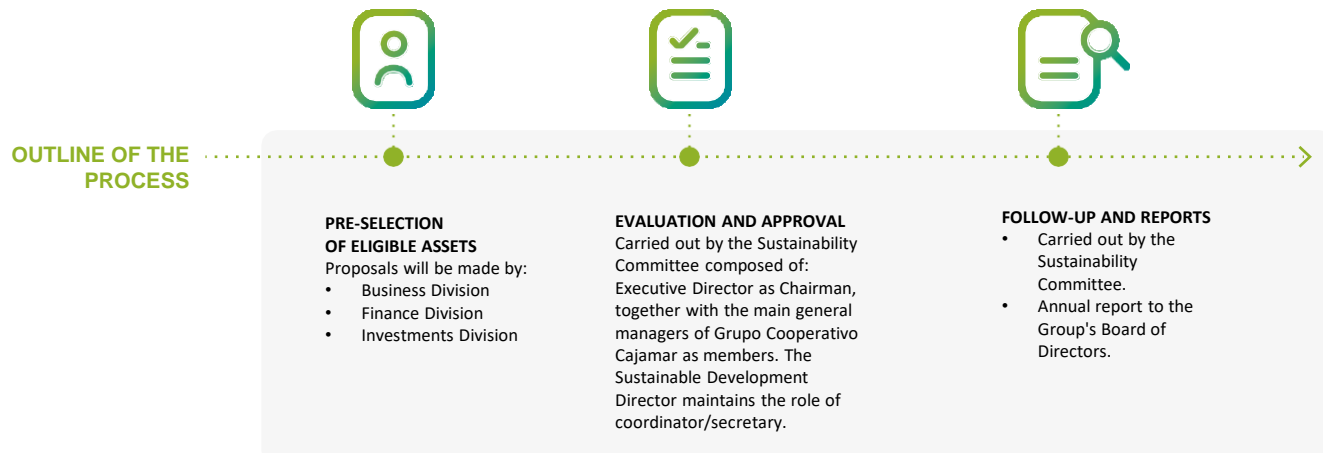 OUTLINE OF THE
PROCESS
PRE-SELECTION
OF ELIGIBLE ASSETS
Proposals will be made by:
• Business Division
• Finance Division
• Investments Division
EVALUATION AND APPROVAL
Carried out by the Sustainability
Committee composed of:
Executive Director as Chairman,
together with the main general
managers of Grupo Cooperativo
Cajamar as members. The
Sustainable Development
Director maintains the role of
coordinator/secretary.
FOLLOW-UP AND REPORTS
• Carried out by the
Sustainability
Committee.
• Annual report to the
Group's Board of
Directors.